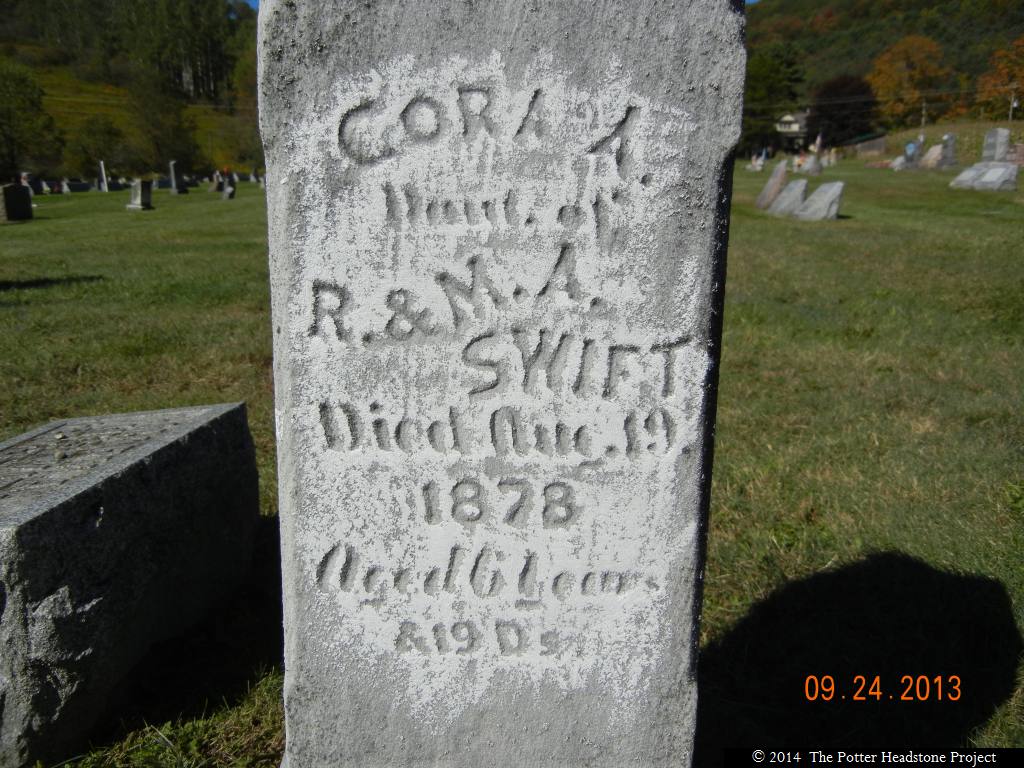 CORA A.
Daut. of
R. & M. A.
SWIFT
Died Aug. 19.
1878
Aged 6 Years
& 19 Ds.
09.24.2013
© 2014 The Potter Headstone Project